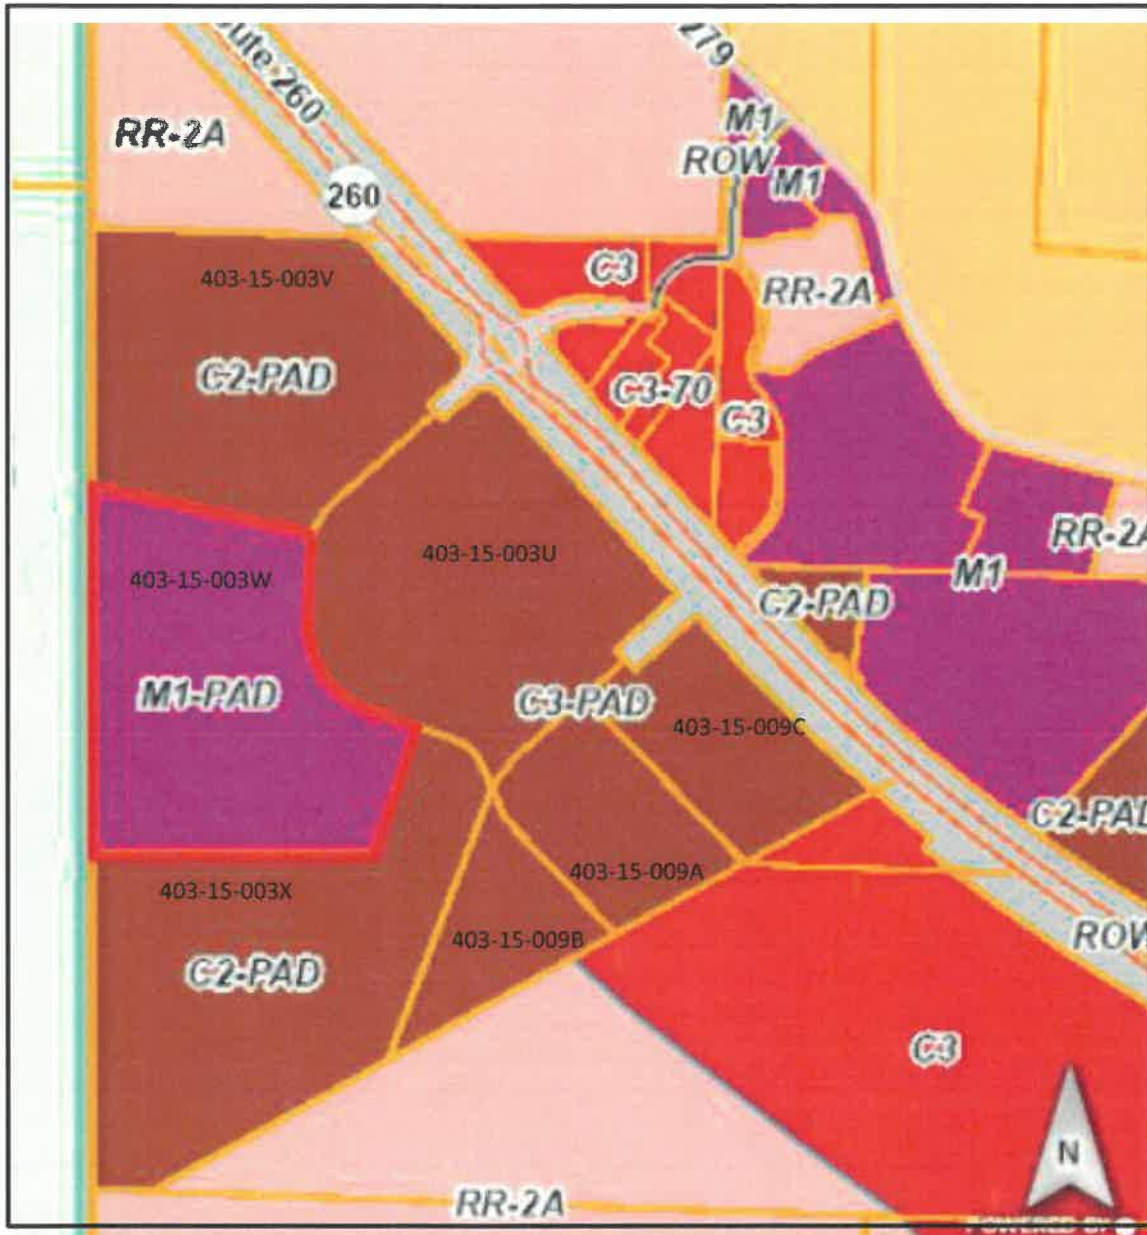 279
Route 260
M1
RR-2A
ROW
M1
260
403-15-003V
C3
RR-2A
C2-PAD
C3-70
C3
403-15-003U
RR-2A
403-15-003W
M1
C2-PAD
M1-PAD
C3-PAD
403-15-009C
C2-PAD
403-15-009A
403-15-003X
403-15-009B
ROW
C2-PAD
C3
N
RR-2A
POWERED BY